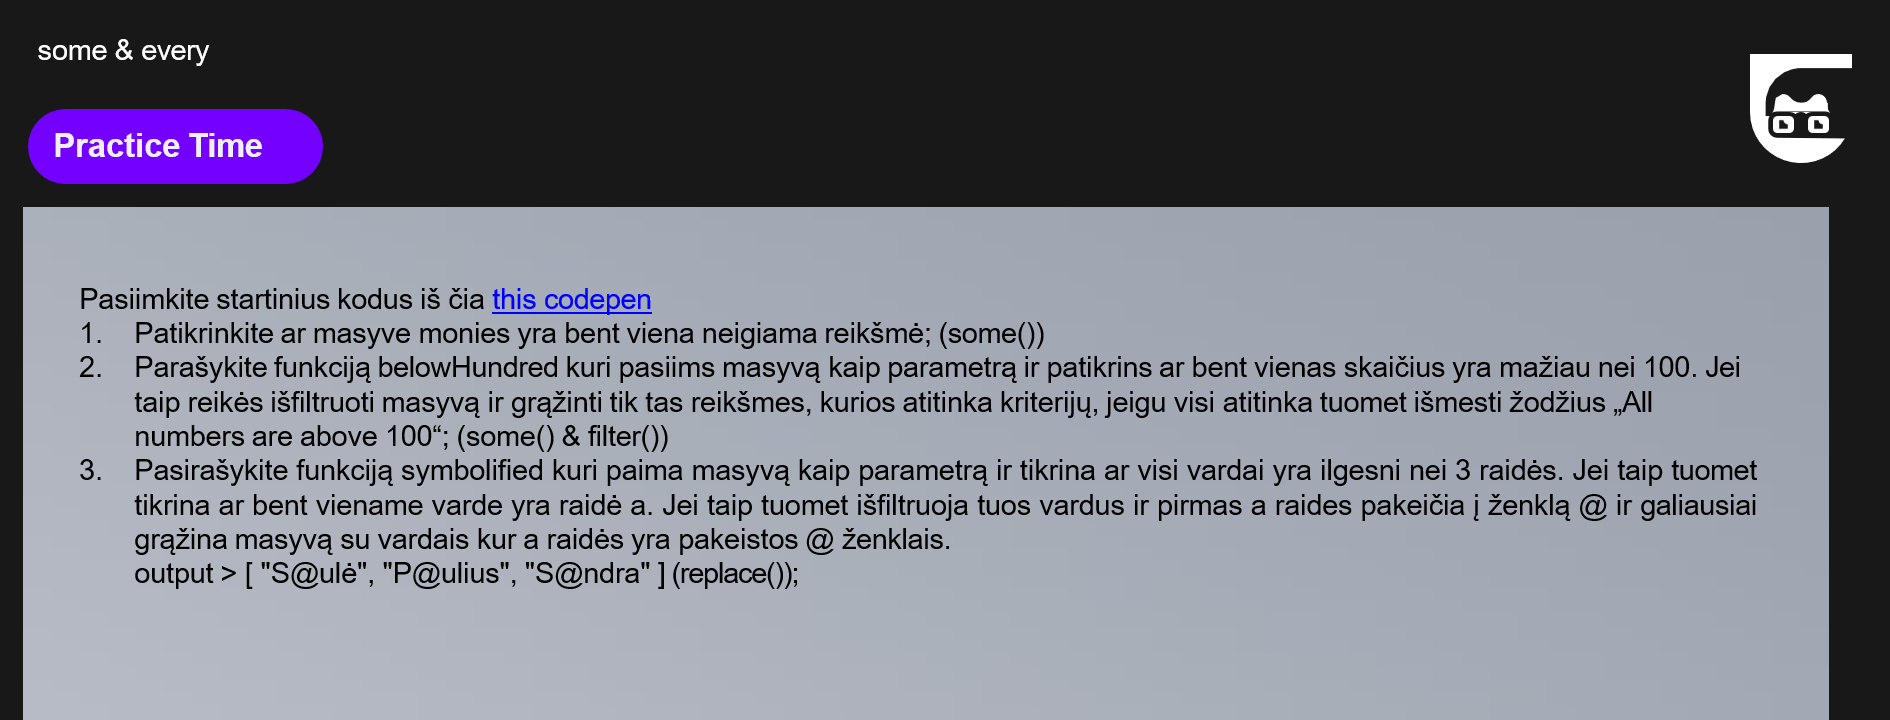 some & every
Practice Time
Pasiimkite startinius kodus iš čia this codepen
1. Patikrinkite ar masyve monies yra bent viena neigiama reikšmė; (some())
2. Parašykite funkciją belowHundred kuri pasiims masyvą kaip parametrą ir patikrins ar bent vienas skaičius yra mažiau nei 100. Jei
taip reikės išfiltruoti masyvą ir grąžinti tik tas reikšmes, kurios atitinka kriterijų, jeigu visi atitinka tuomet išmesti žodžius „All
numbers are above 100“; (some() & filter())
3. Pasirašykite funkciją symbolified kuri paima masyvą kaip parametrą ir tikrina ar visi vardai yra ilgesni nei 3 raidės. Jei taip tuomet
tikrina ar bent viename varde yra raidė a. Jei taip tuomet išfiltruoja tuos vardus ir pirmas a raides pakeičia į ženklą @ ir galiausiai
grąžina masyvą su vardais kur a raidės yra pakeistos @ ženklais.
output > [ "S@ulė", "P@ulius", "S@ndra" ] (replace());